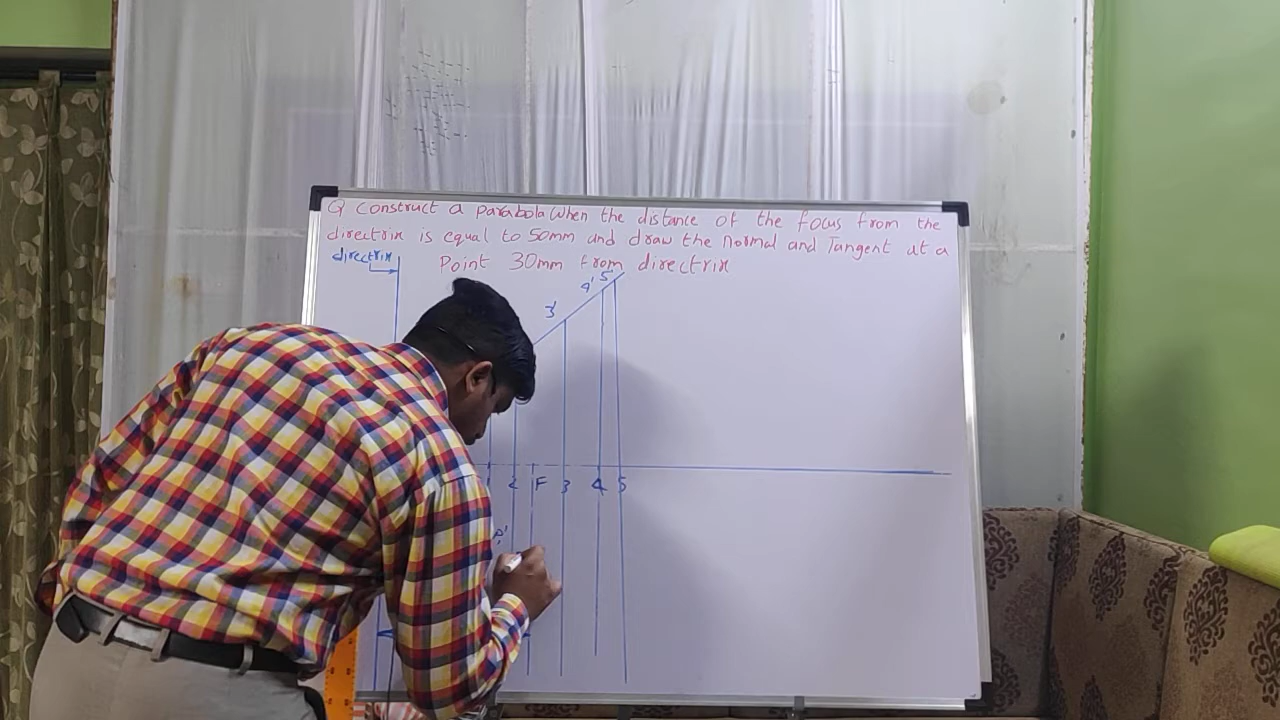 Q Construct a parabola when the distance of the focus from the
directrix is equal to 50mm and draw the normal and Tangent at a
Point 30mm from directrix
directrix
3' 4' 5'
1 2 F 3 4 5
P'